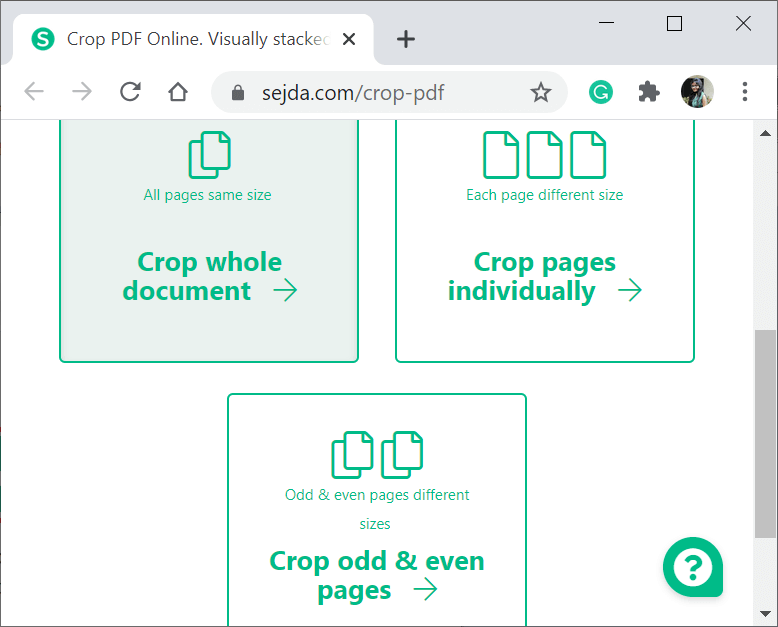 S Crop PDF Online. Visually stacked
sejda.com/crop-pdf
G
All pages same size
Crop whole
document
Each page different size
Crop pages
individually
Odd & even pages different
sizes
Crop odd & even
pages
?